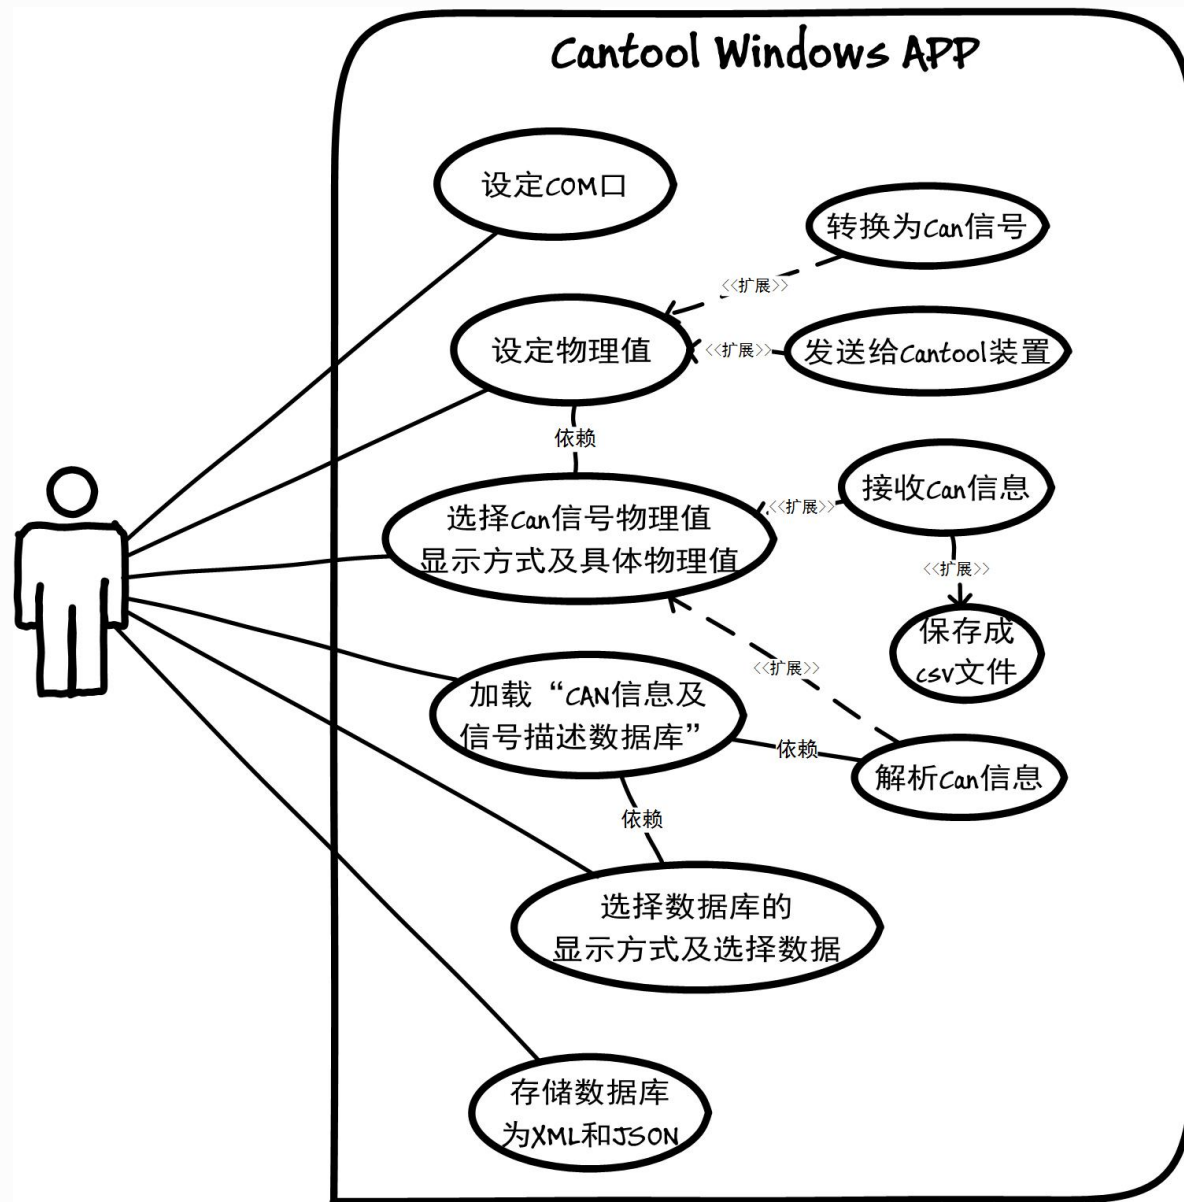 Cantool Windows APP
设定COM口
转换为Can信号
<<扩展>>
设定物理值
<<扩展>>
发送给Cantool装置
依赖
接收Can信息
选择Can信号物理值
显示方式及具体物理值
<<扩展>>
<<扩展>>
保存成
csv文件
<<扩展>>
加载“CAN信息及
信号描述数据库”
依赖
解析Can信息
依赖
选择数据库的
显示方式及选择数据
存储数据库
为XML和JSON